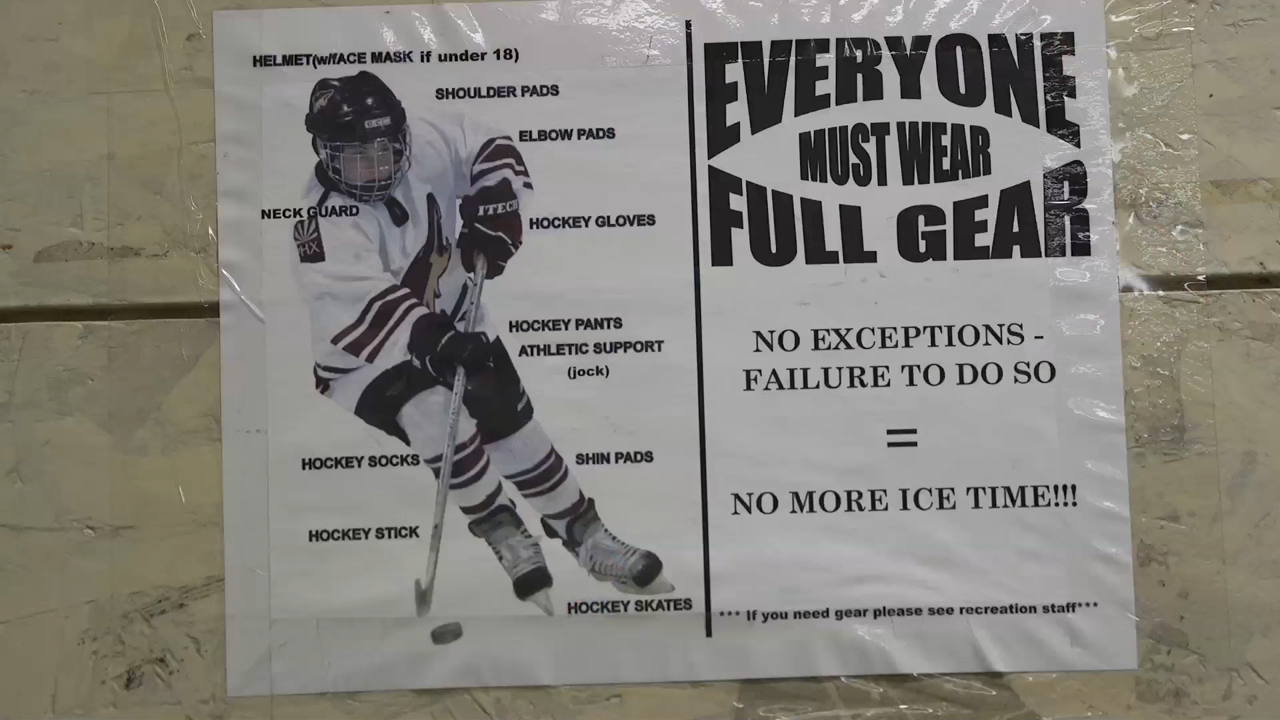 HELMET(w/fACE MASK if under 18)
SHOULDER PADS
ELBOW PADS
NECK GUARD
ITECH
HX
HOCKEY GLOVES
HOCKEY PANTS
ATHLETIC SUPPORT
(jock)
HOCKEY SOCKS
SHIN PADS
HOCKEY STICK
HOCKEY SKATES
EVERYONE
MUST WEAR
FULL GEAR
NO EXCEPTIONS -
FAILURE TO DO SO
=
NO MORE ICE TIME!!!
*** If you need gear please see recreation staff***